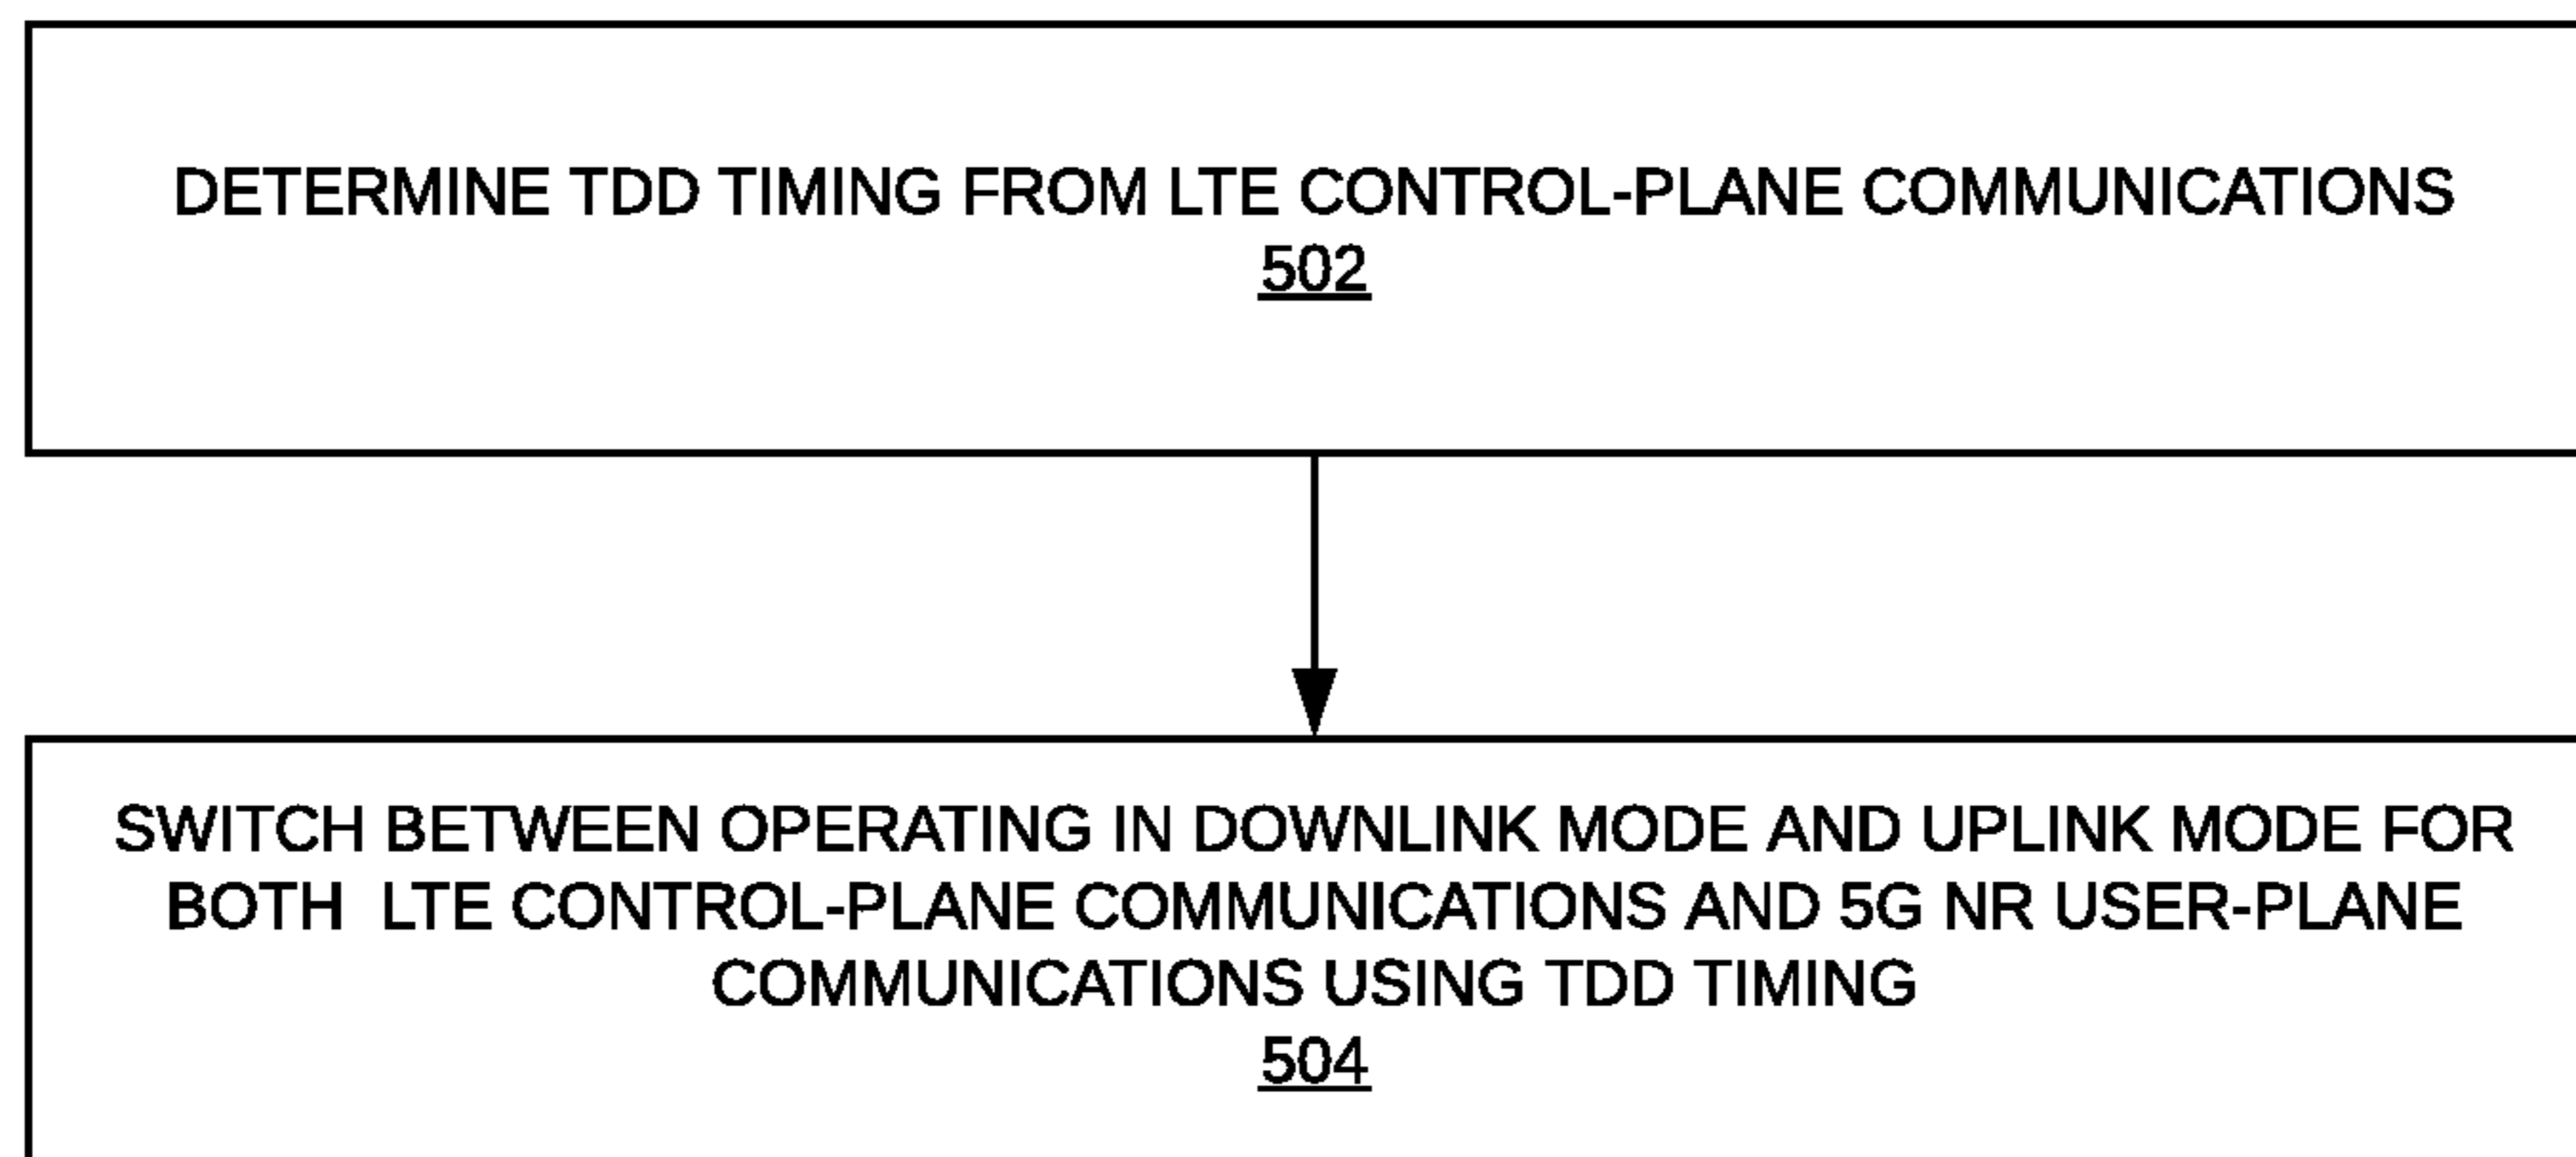 DETERMINE TDD TIMING FROM LTE CONTROL-PLANE COMMUNICATIONS
502
SWITCH BETWEEN OPERATING IN DOWNLINK MODE AND UPLINK MODE FOR
BOTH LTE CONTROL-PLANE COMMUNICATIONS AND 5G NR USER-PLANE
COMMUNICATIONS USING TDD TIMING
504